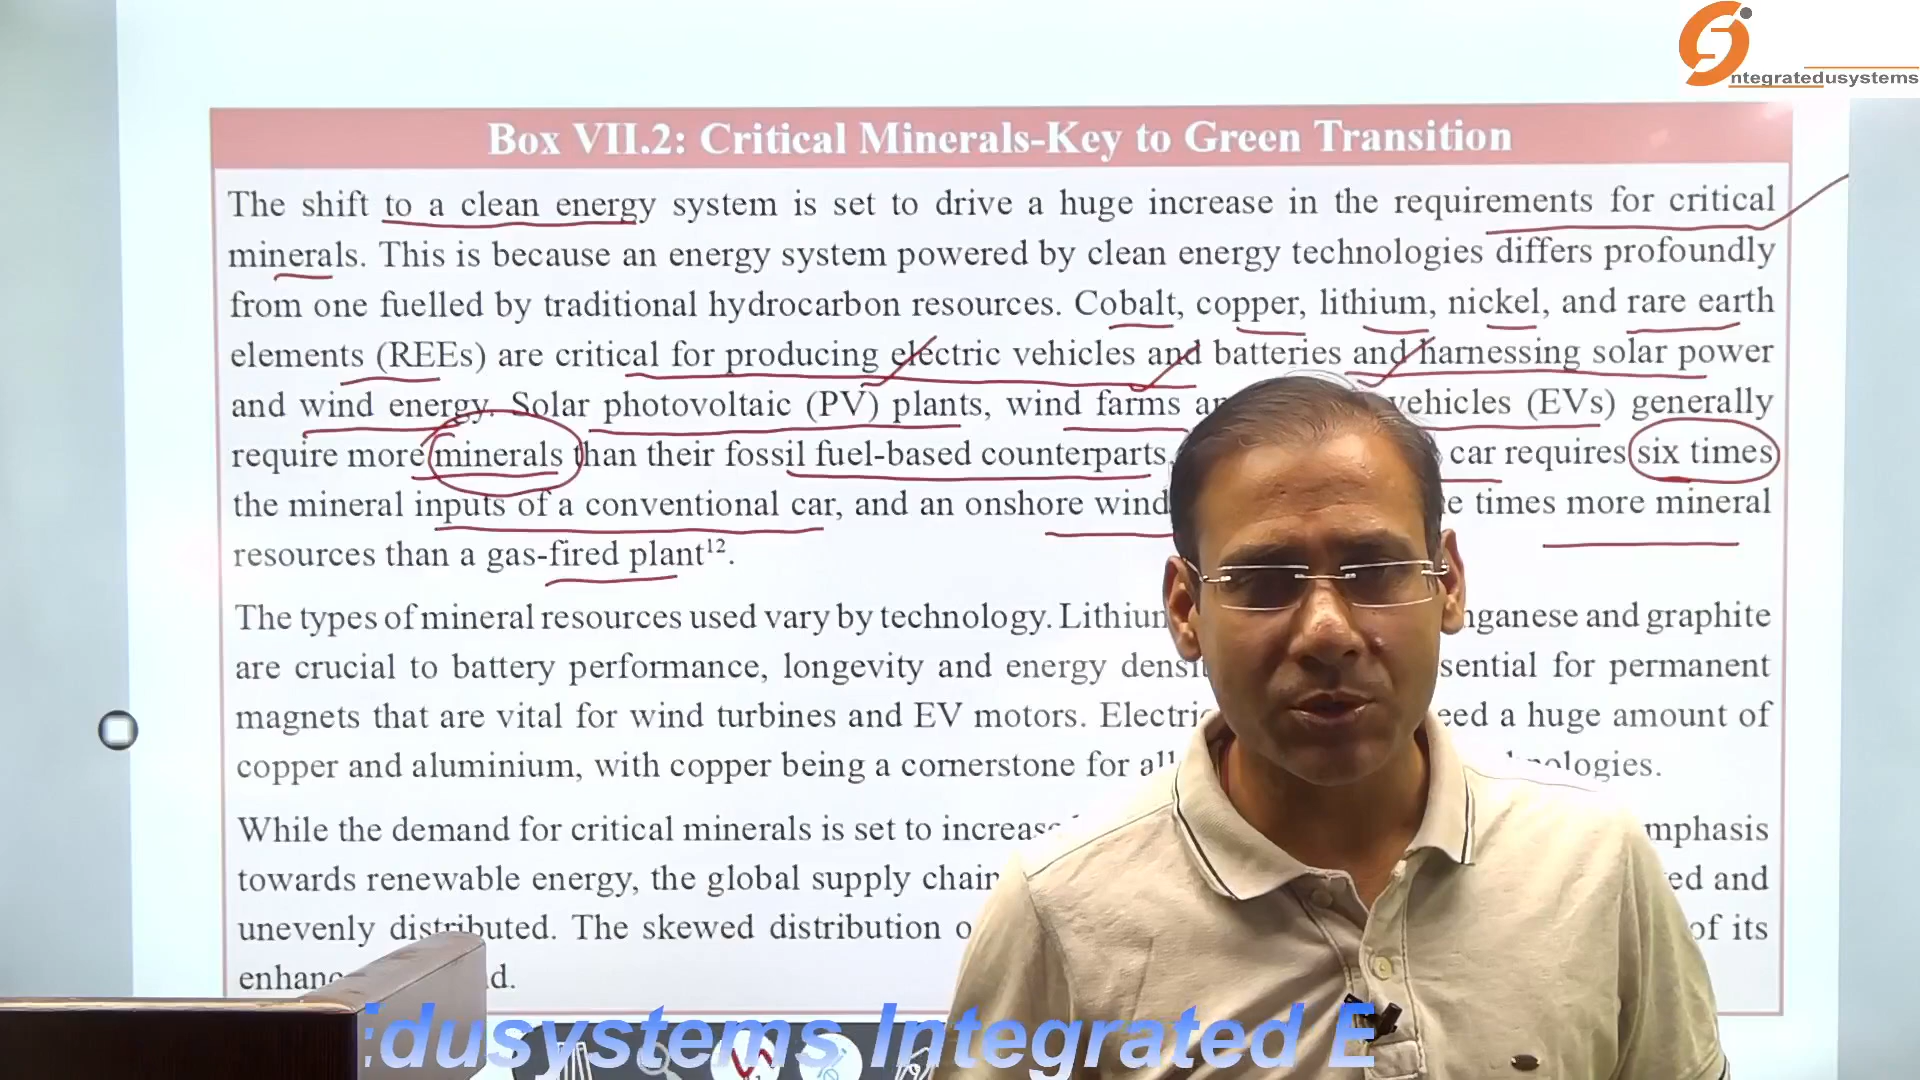 ntegratedusystems
Box VII.2: Critical Minerals-Key to Green Transition
The shift to a clean energy system is set to drive a huge increase in the requirements for critical
minerals. This is because an energy system powered by clean energy technologies differs profoundly
from one fuelled by traditional hydrocarbon resources. Cobalt, copper, lithium, nickel, and rare earth
elements (REEs) are critical for producing electric vehicles and batteries and harnessing solar power
and wind energy. Solar photovoltaic (PV) plants, wind farms vehicles (EVs) generally
require more minerals than their fossil fuel-based counterparts. car requires six times
the mineral inputs of a conventional car, and an onshore wind times more mineral
resources than a gas-fired plant¹².
The types of mineral resources used vary by technology. and graphite
are crucial to battery performance, longevity and energy for permanent
magnets that are vital for wind turbines and EV motors. a huge amount of
copper and aluminium, with copper being a cornerstone for
While the demand for critical minerals is set to
towards renewable energy, the global supply and
unevenly distributed. The skewed distribution of its
Edusystems Integrated E